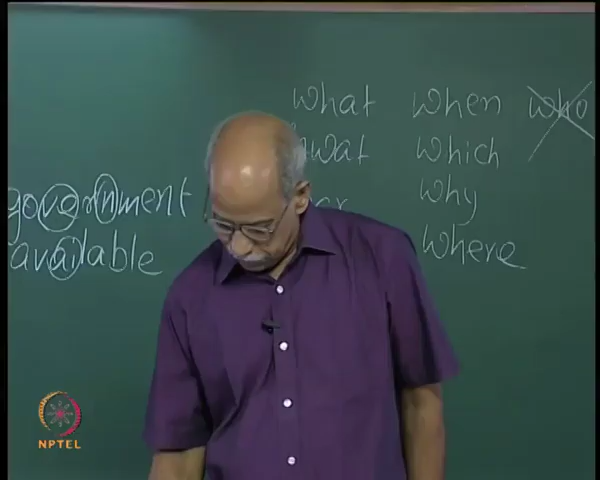 what when who
wat which
why
government
available where
NPTEL